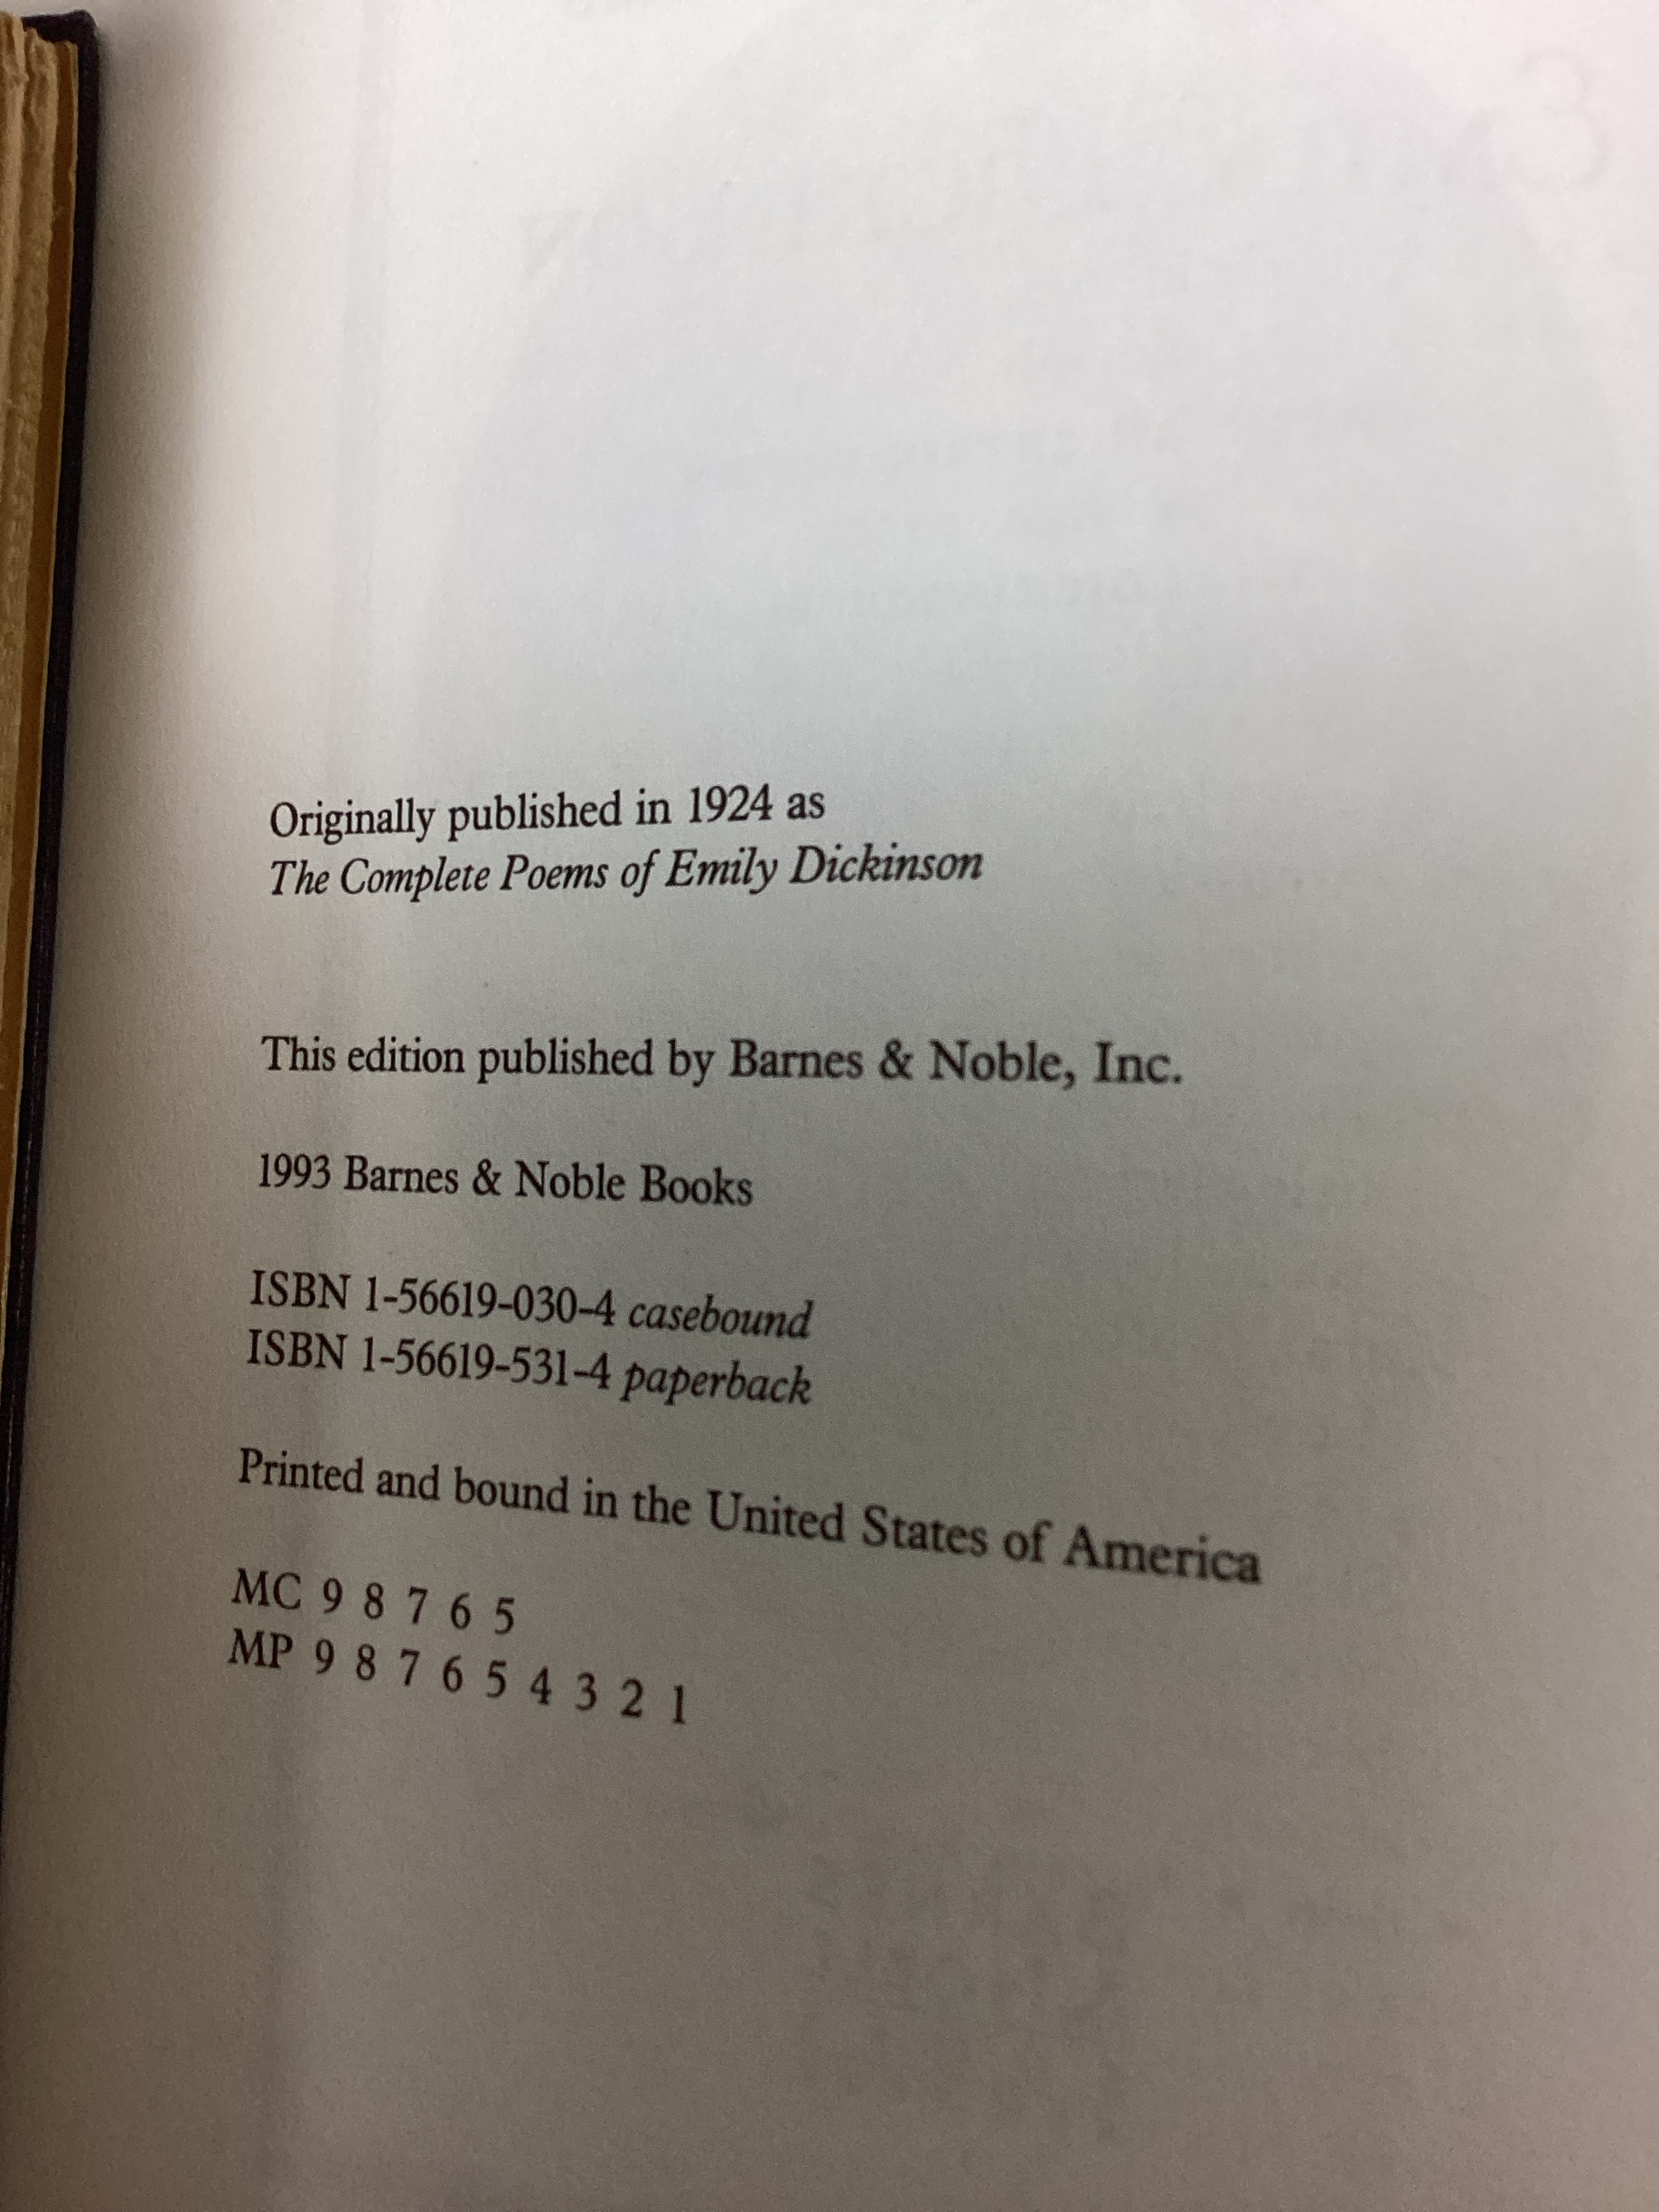 Originally published in 1924 as
The Complete Poems of Emily Dickinson
This edition published by Barnes & Noble, Inc.
1993 Barnes & Noble Books
ISBN 1-56619-030-4 casebound
ISBN 1-56619-531-4 paperback
Printed and bound in the United States of America
MC 9 8 7 6 5
MP 9 8 7 6 5 4 3 2 1